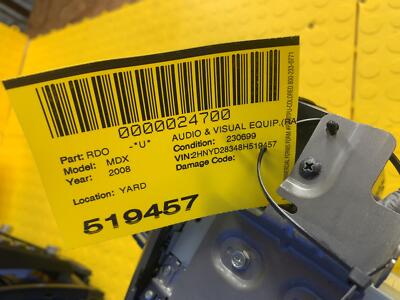 0000024700
-*U*
Part: RDO
AUDIO & VISUAL EQUIP.(RA
Model: MDX
Condition: 230699
Year: 2008
VIN:2HNYD28348H519457
Damage Code:
Location: YARD
519457